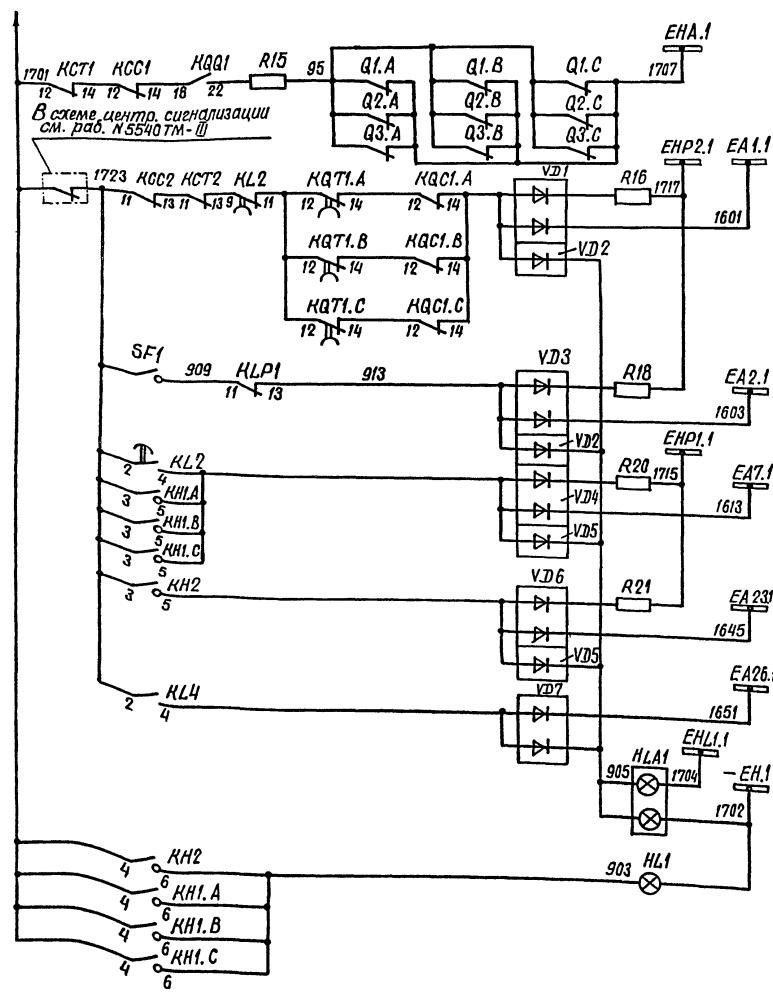 EHA.1
1701 KCT1 KCC1 KQQ1 R15 95 Q1.A Q1.B Q1.C 1707
12 14 12 14 18 22
Q2.A Q2.B Q2.C
Q3.A Q3.B Q3.C
В схеме центр. сигнализации
см. раб. N5540ТМ-III
EHP2.1 EA1.1
1723 KCC2 KCT2 KL2 KQT1.A KQC1.A VD1 R16 1717
11 13 11 13 9 11 12 14 12 14
1601
KQT1.B KQC1.B VD2
12 14 12 14
KQT1.C KQC1.C
12 14 12 14
SF1 909 KLP1 913 VD3 R18 EA2.1
11 13
1603
VD2 EHP1.1
2 4 KL2 R20 1715 EA7.1
3 5 KH1.A VD4 1613
3 5 KH1.B VD5
3 5 KH1.C
3 5 KH2 VD6 R21 EA23.1
1645
VD5
EA26.1
2 4 KL4 VD7 1651
EHL1.1
905 HLA1 1704 -EH.1
1702
4 6 KH2 903 HL1
4 6 KH1.A
4 6 KH1.B
4 6 KH1.C